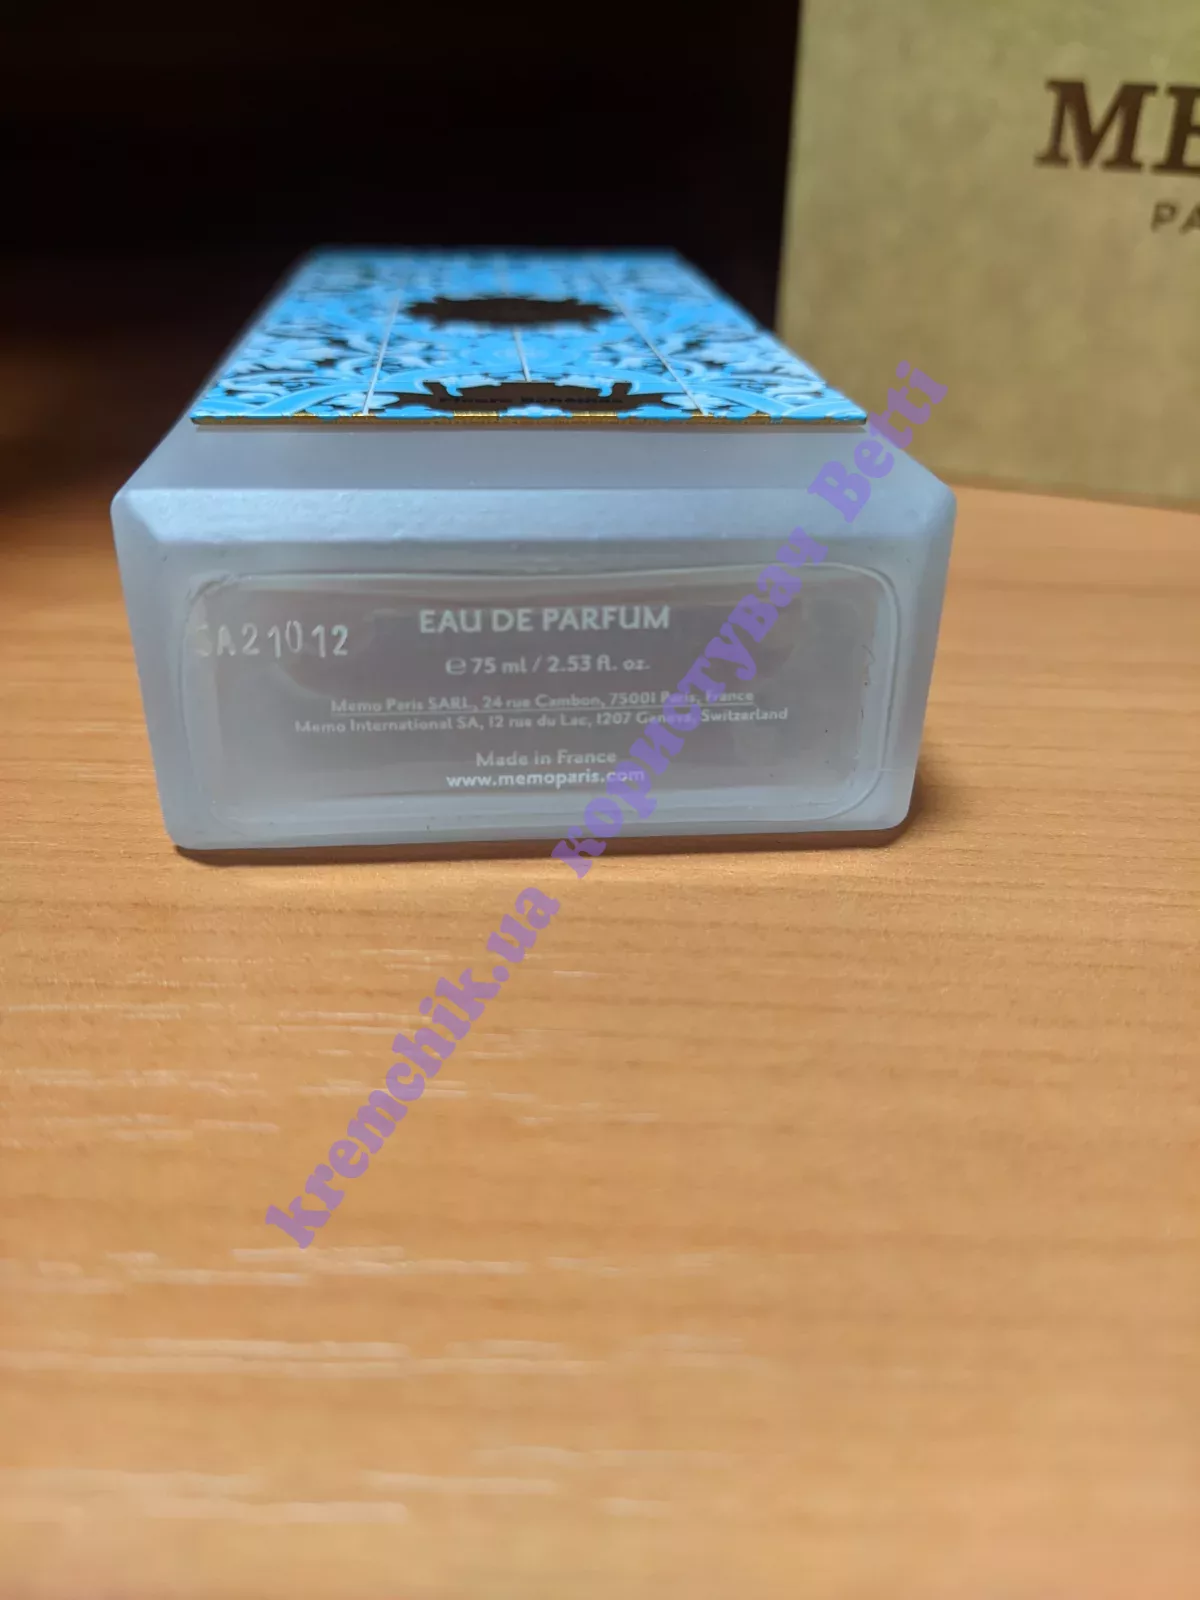 ME
PA
EAU DE PARFUM
A21012
℮ 75 ml / 2.53 fl. oz.
Memo Paris SARL, 24 rue Cambon, 75001 Paris, France
Memo International SA, 12 rue du Lac, 1207 Geneva, Switzerland
Made in France
www.memoparis.com
kremchik.ua користувач Betti